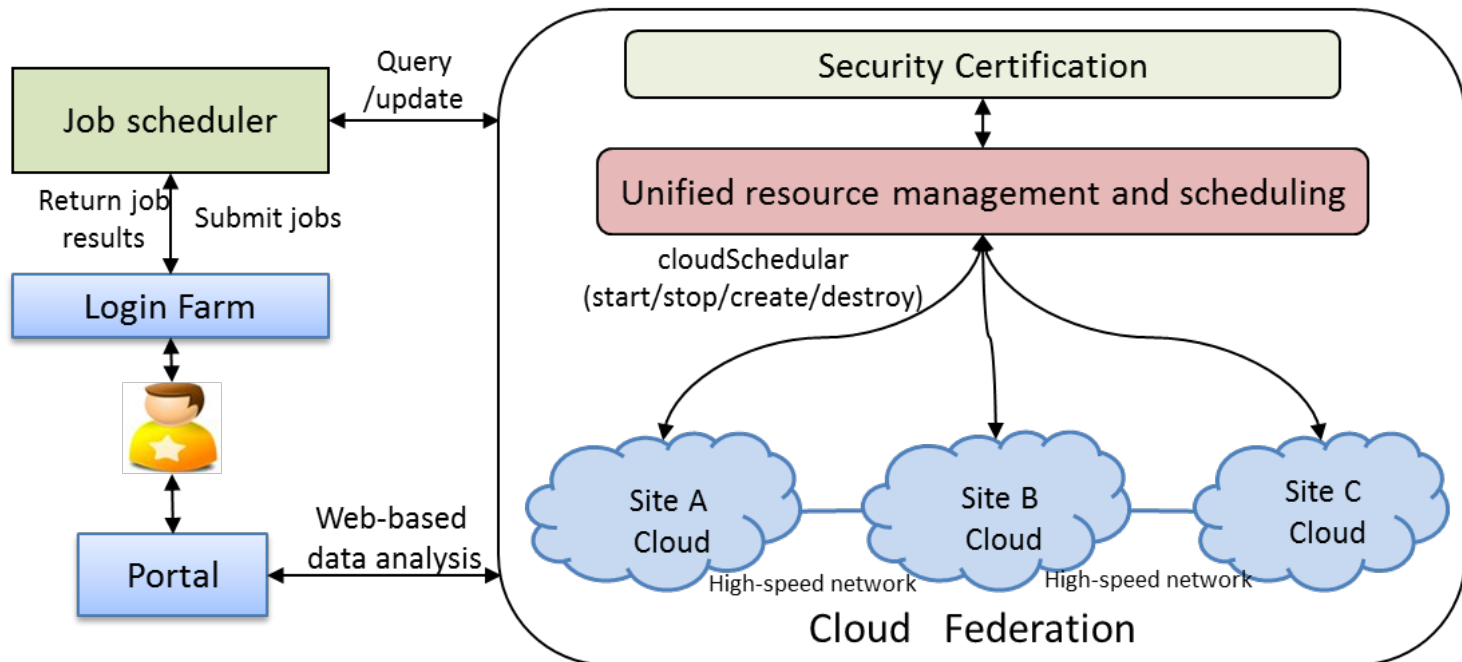 Job scheduler
Query
/update
Return job
results
Submit jobs
Login Farm
Portal
Web-based
data analysis
Security Certification
Unified resource management and scheduling
cloudSchedular
(start/stop/create/destroy)
Site A
Cloud
Site B
Cloud
Site C
Cloud
High-speed network
High-speed network
Cloud Federation